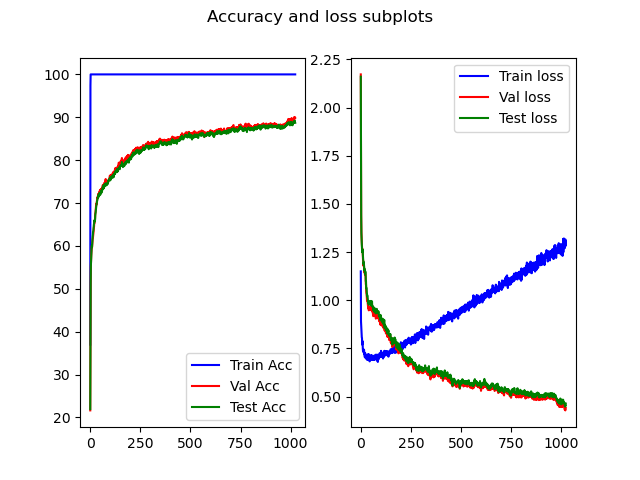 Accuracy and loss subplots
100
90
80
70
60
50
40
30
20
0 250 500 750 1000
Train Acc
Val Acc
Test Acc
2.25
2.00
1.75
1.50
1.25
1.00
0.75
0.50
0 250 500 750 1000
Train loss
Val loss
Test loss